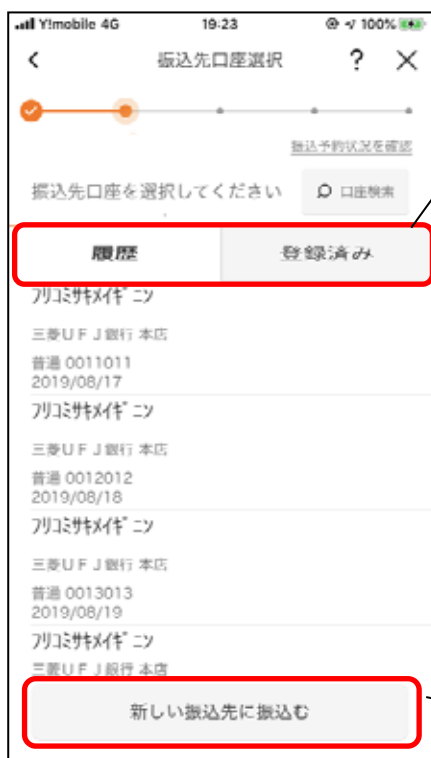 Y!mobile 4G 19:23 100%
振込先口座選択 ?
振込予約状況を確認
振込先口座を選択してください 口座検索
履歴 登録済み
フリコミサキメイギニン
三菱UFJ銀行 本店
普通 0011011
2019/08/17
フリコミサキメイギニン
三菱UFJ銀行 本店
普通 0012012
2019/08/18
フリコミサキメイギニン
三菱UFJ銀行 本店
普通 0013013
2019/08/19
フリコミサキメイギニン
三菱UFJ銀行 本店
新しい振込先に振込む